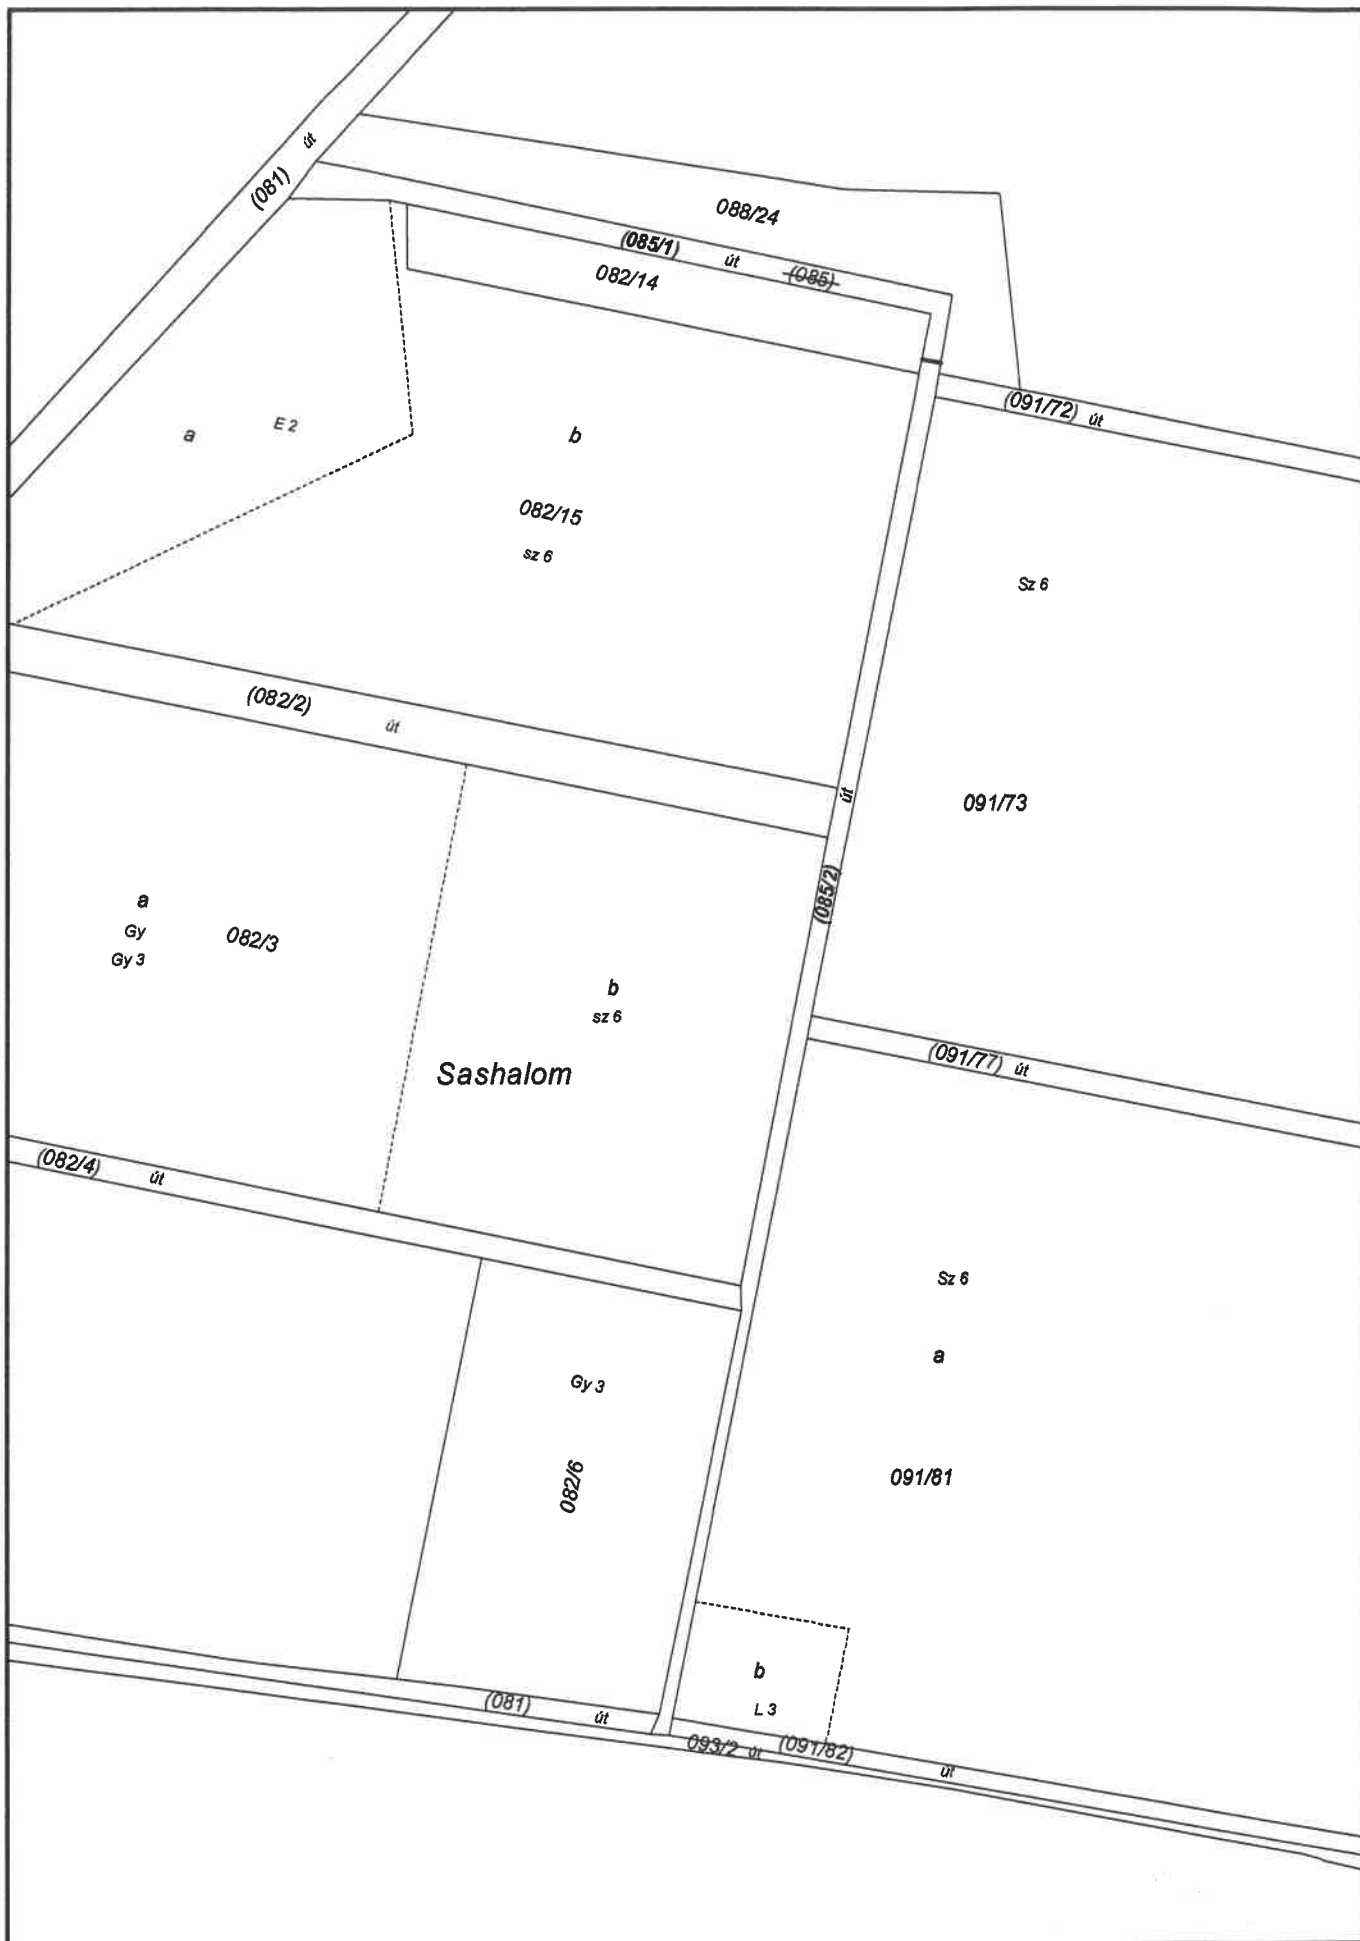 (081) út
088/24
(085/1) út (085)
082/14
(091/72) út
a E 2
b
082/15
sz 6
Sz 6
(082/2) út
út
091/73
(085/2)
a
Gy
Gy 3
082/3
b
sz 6
(091/77) út
Sashalom
(082/4) út
Sz 6
a
Gy 3
082/6
091/81
b
L 3
(081) út
093/2 út (091/82) út